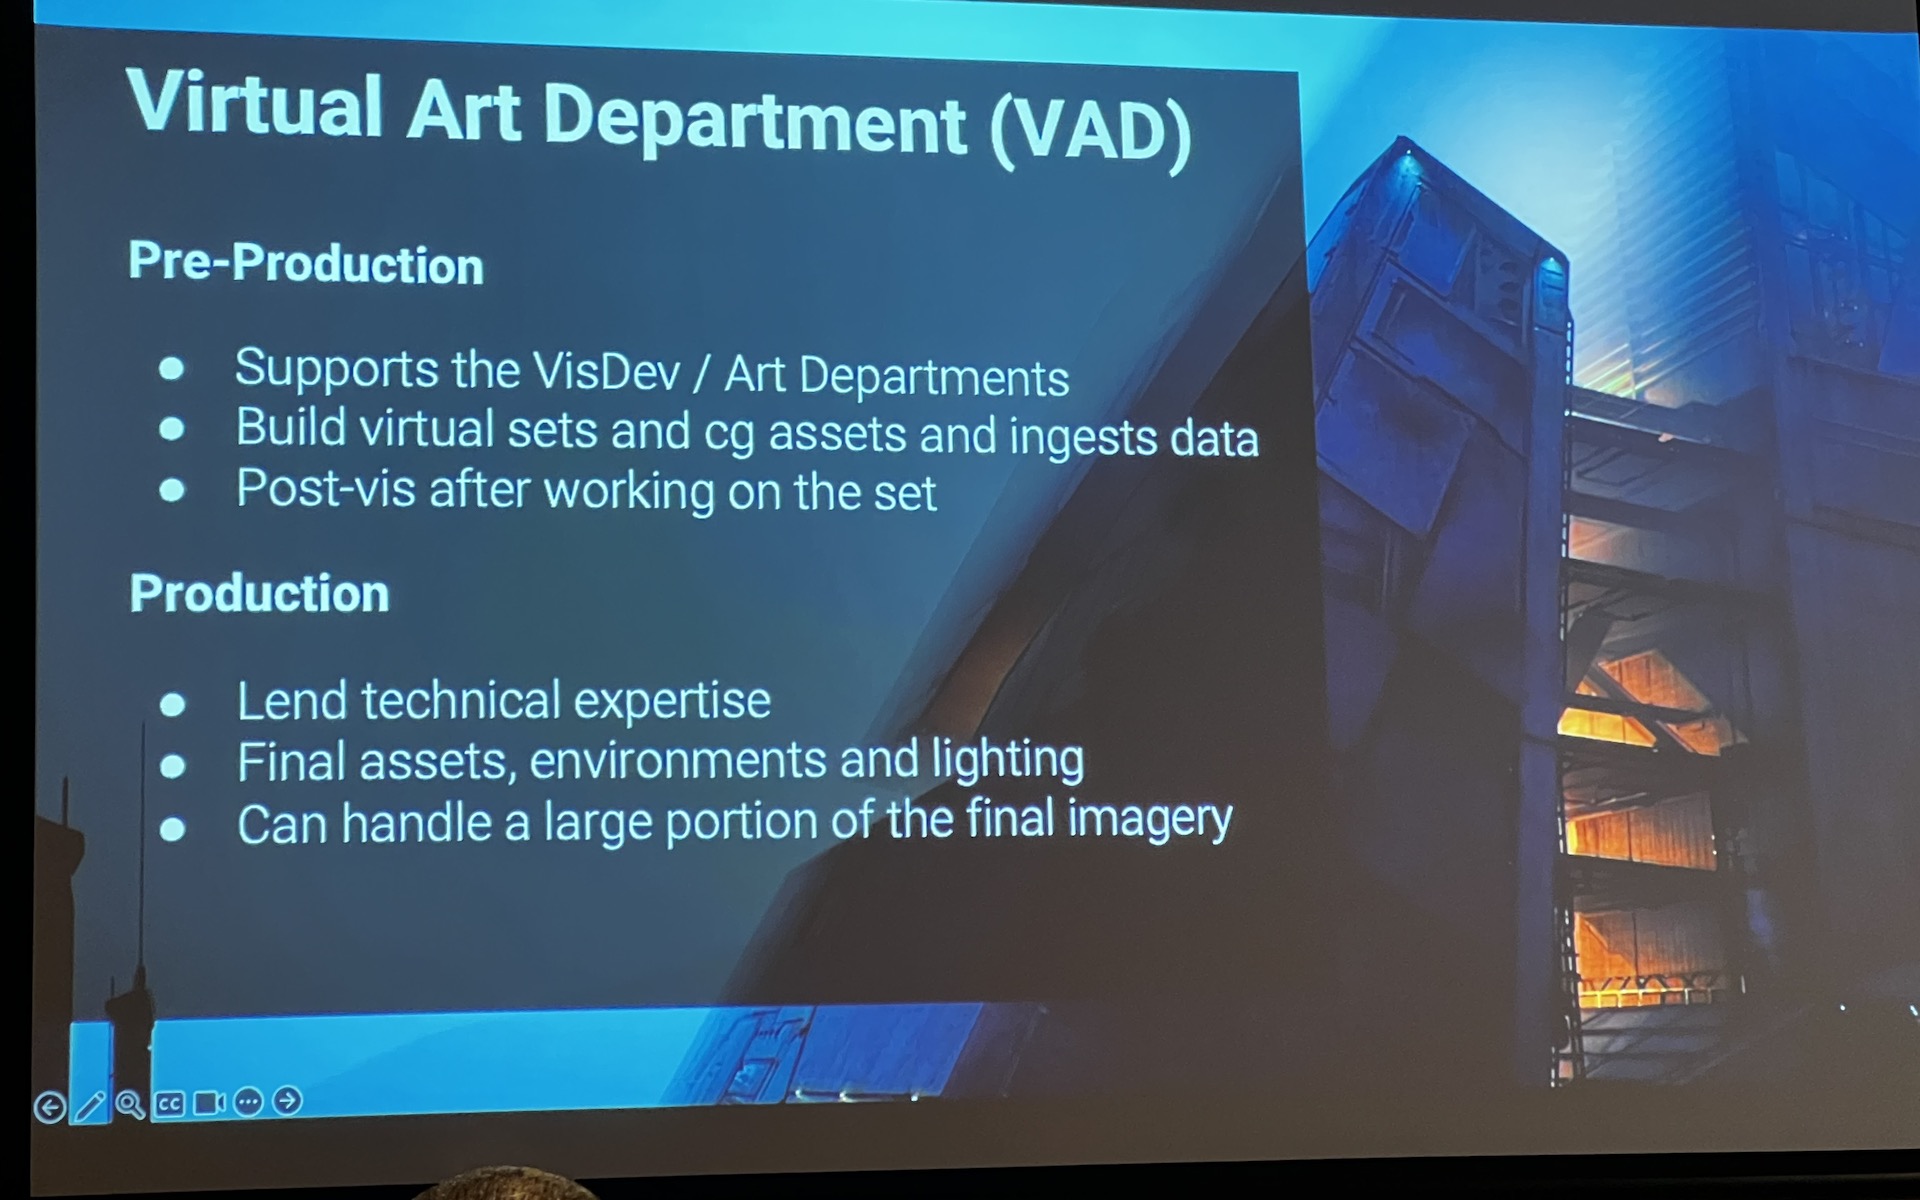 Virtual Art Department (VAD)
Pre-Production
● Supports the VisDev / Art Departments
● Build virtual sets and cg assets and ingests data
● Post-vis after working on the set
Production
● Lend technical expertise
● Final assets, environments and lighting
● Can handle a large portion of the final imagery
CC